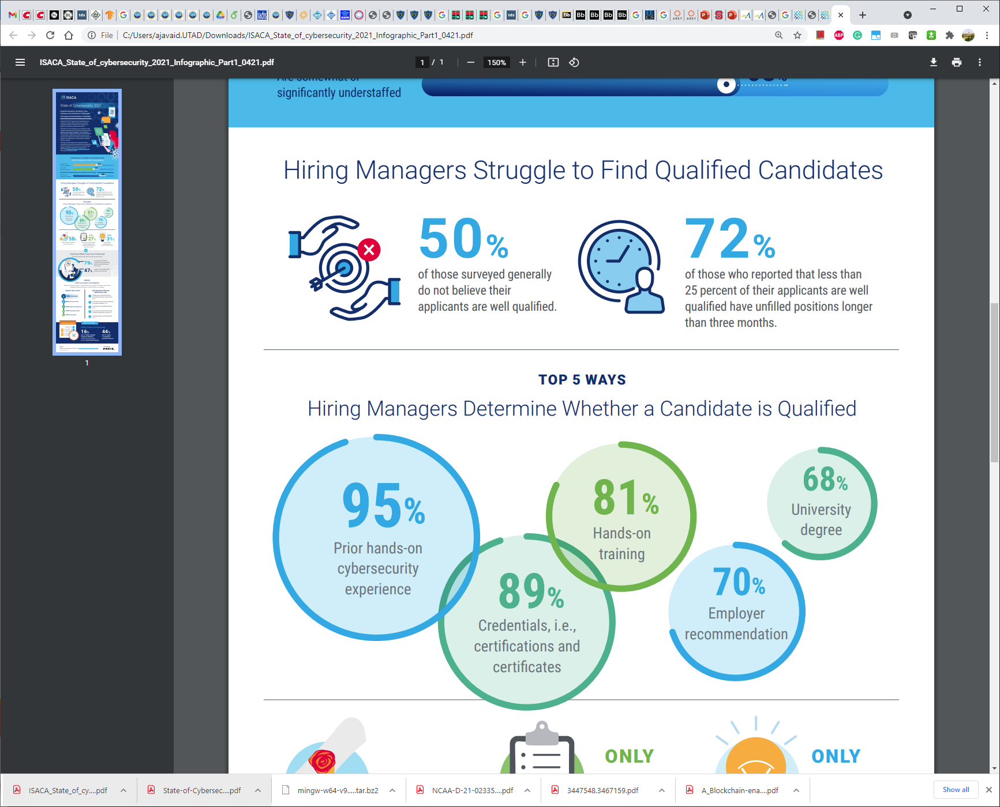 File
C:/Users/ajavaid.UTAD/Downloads/ISACA_State_of_cybersecurity_2021_Infographic_Part1_0421.pdf
ISACA_State_of_cybersecurity_2021_Infographic_Part1_0421.pdf
1 / 1
150%
significantly understaffed
Hiring Managers Struggle to Find Qualified Candidates
50%
of those surveyed generally
do not believe their
applicants are well qualified.
72%
of those who reported that less than
25 percent of their applicants are well
qualified have unfilled positions longer
than three months.
TOP 5 WAYS
Hiring Managers Determine Whether a Candidate is Qualified
95%
Prior hands-on
cybersecurity
experience
89%
Credentials, i.e.,
certifications and
certificates
81%
Hands-on
training
70%
Employer
recommendation
68%
University
degree
ONLY
ONLY
1
ISACA_State_of_cy....pdf
State-of-Cybersec....pdf
mingw-w64-v9.....tar.bz2
NCAA-D-21-02335....pdf
3447548.3467159.pdf
A_Blockchain-ena....pdf
Show all